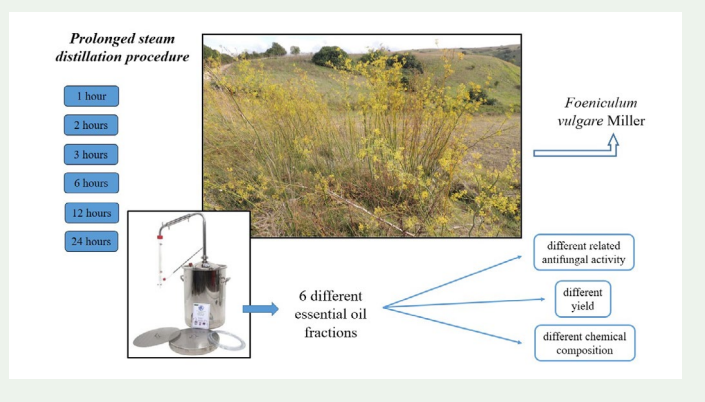 Prolonged steam
distillation procedure
1 hour
2 hours
3 hours
6 hours
12 hours
24 hours
Foeniculum
vulgare Miller
6 different
essential oil
fractions
different related
antifungal activity
different
yield
different chemical
composition